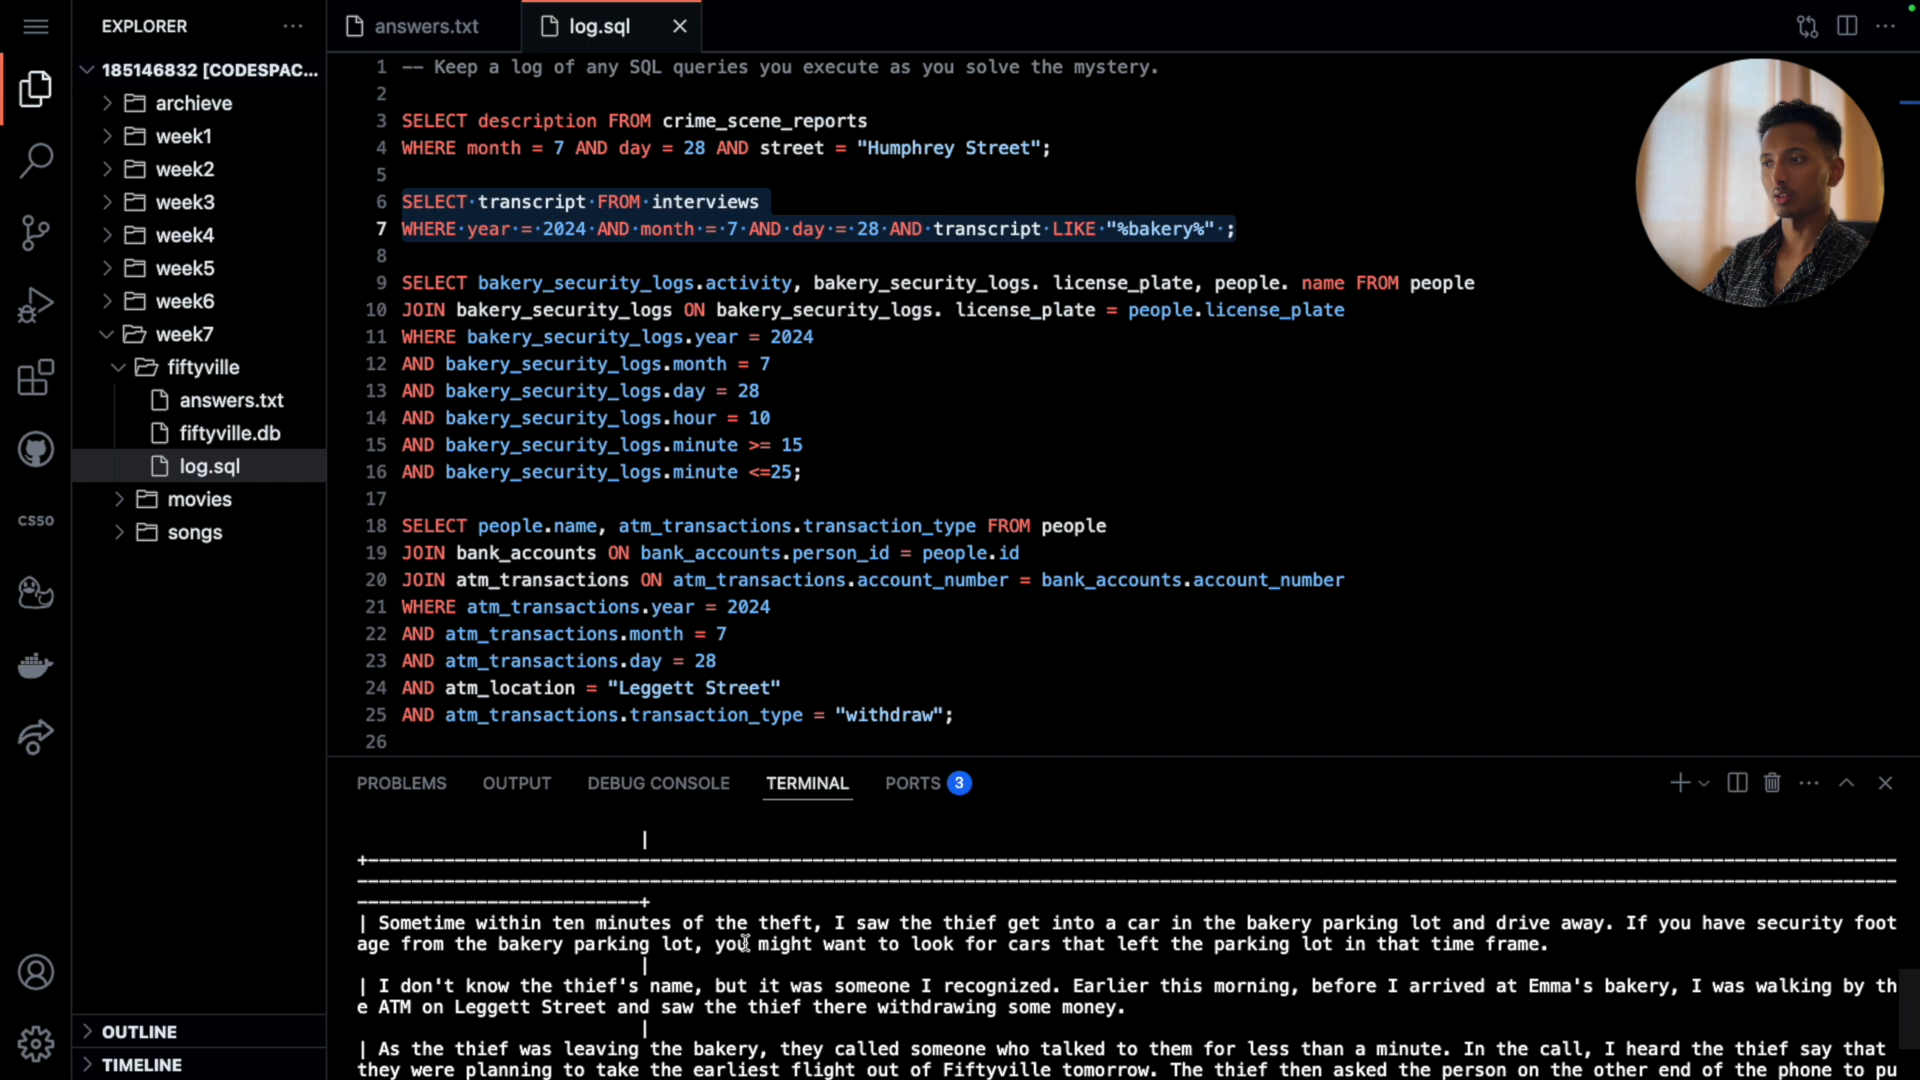 EXPLORER
answers.txt
log.sql
185146832 [CODESPAC...
archieve
week1
week2
week3
week4
week5
week6
week7
fiftyville
answers.txt
fiftyville.db
log.sql
movies
songs
CS50
OUTLINE
TIMELINE
1 -- Keep a log of any SQL queries you execute as you solve the mystery.
2
3 SELECT description FROM crime_scene_reports
4 WHERE month = 7 AND day = 28 AND street = "Humphrey Street";
5
6 SELECT transcript FROM interviews
7 WHERE year = 2024 AND month = 7 AND day = 28 AND transcript LIKE "%bakery%" ;
8
9 SELECT bakery_security_logs.activity, bakery_security_logs. license_plate, people. name FROM people
10 JOIN bakery_security_logs ON bakery_security_logs. license_plate = people.license_plate
11 WHERE bakery_security_logs.year = 2024
12 AND bakery_security_logs.month = 7
13 AND bakery_security_logs.day = 28
14 AND bakery_security_logs.hour = 10
15 AND bakery_security_logs.minute >= 15
16 AND bakery_security_logs.minute <=25;
17
18 SELECT people.name, atm_transactions.transaction_type FROM people
19 JOIN bank_accounts ON bank_accounts.person_id = people.id
20 JOIN atm_transactions ON atm_transactions.account_number = bank_accounts.account_number
21 WHERE atm_transactions.year = 2024
22 AND atm_transactions.month = 7
23 AND atm_transactions.day = 28
24 AND atm_location = "Leggett Street"
25 AND atm_transactions.transaction_type = "withdraw";
26
PROBLEMS OUTPUT DEBUG CONSOLE TERMINAL PORTS 3
| Sometime within ten minutes of the theft, I saw the thief get into a car in the bakery parking lot and drive away. If you have security foot
age from the bakery parking lot, you might want to look for cars that left the parking lot in that time frame.
|
| I don't know the thief's name, but it was someone I recognized. Earlier this morning, before I arrived at Emma's bakery, I was walking by th
e ATM on Leggett Street and saw the thief there withdrawing some money.
|
| As the thief was leaving the bakery, they called someone who talked to them for less than a minute. In the call, I heard the thief say that
they were planning to take the earliest flight out of Fiftyville tomorrow. The thief then asked the person on the other end of the phone to pu